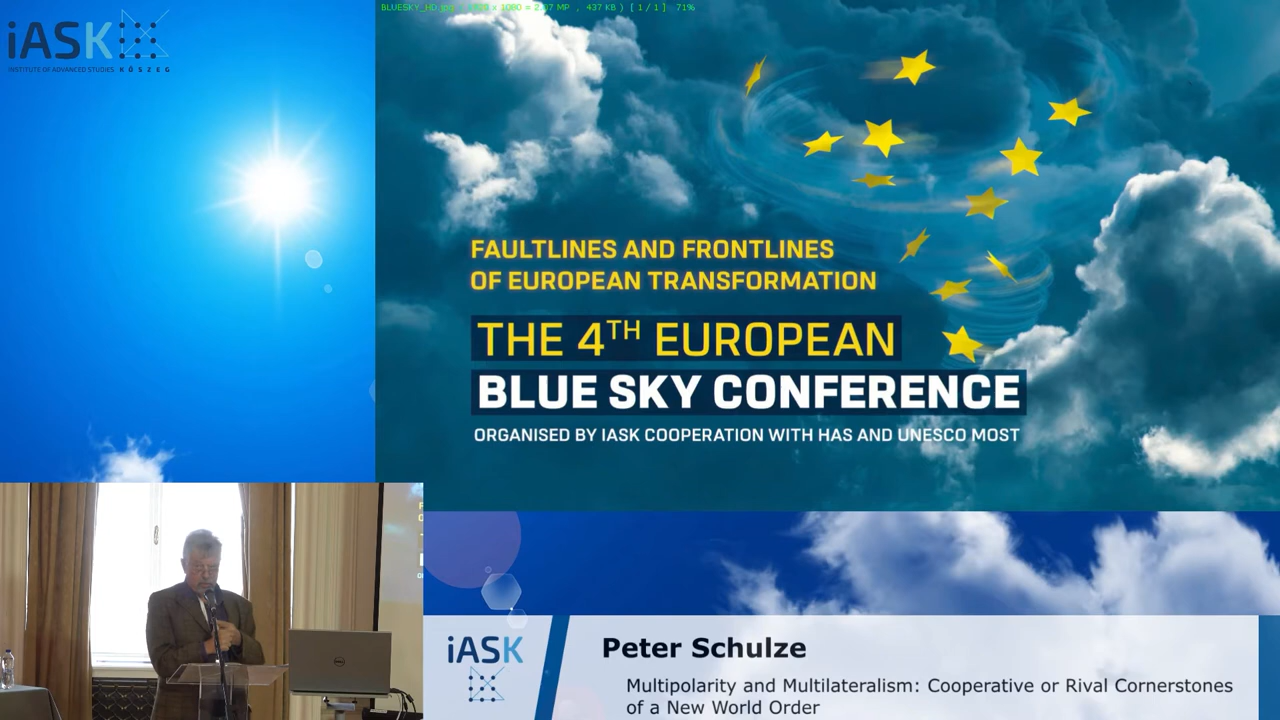 iASK
INSTITUTE OF ADVANCED STUDIES KŐSZEG
FAULTLINES AND FRONTLINES
OF EUROPEAN TRANSFORMATION
THE 4TH EUROPEAN
BLUE SKY CONFERENCE
ORGANISED BY IASK COOPERATION WITH HAS AND UNESCO MOST
DELL
iASK
Peter Schulze
Multipolarity and Multilateralism: Cooperative or Rival Cornerstones
of a New World Order